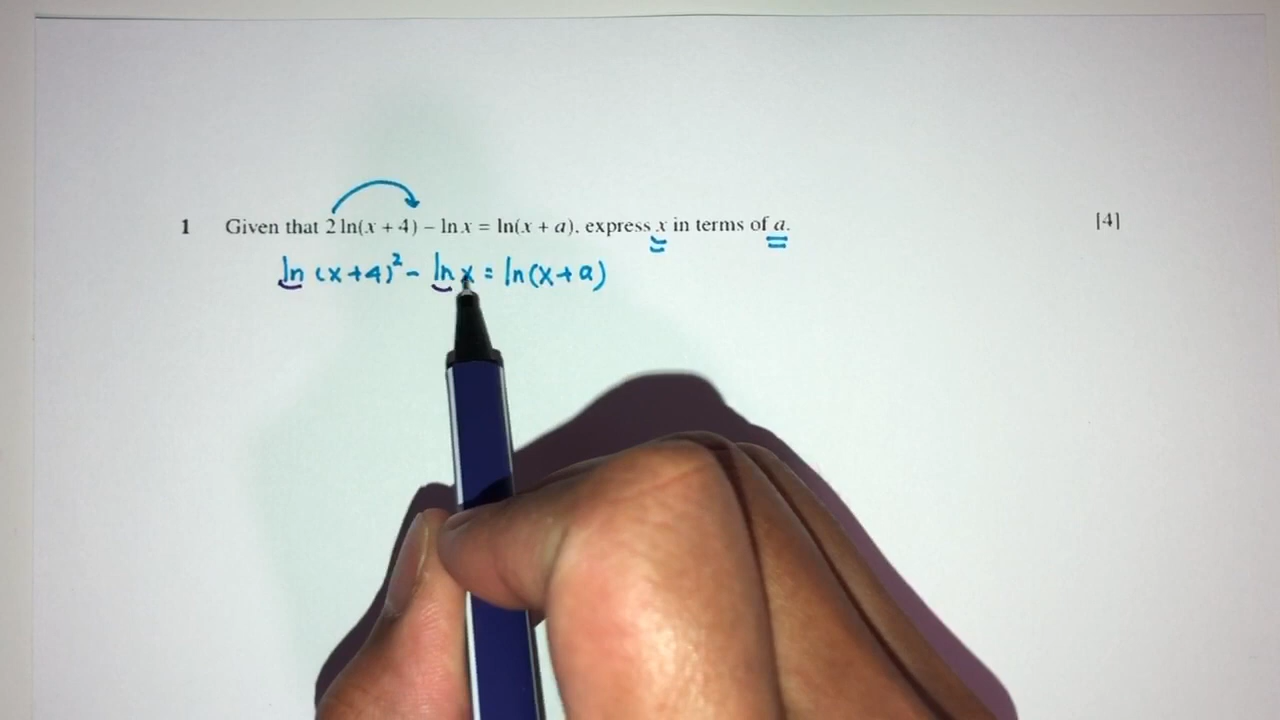 1 Given that 2 ln(x + 4) − ln x = ln(x + a), express x in terms of a. [4]
ln (x+4)² - ln x = ln(x+a)